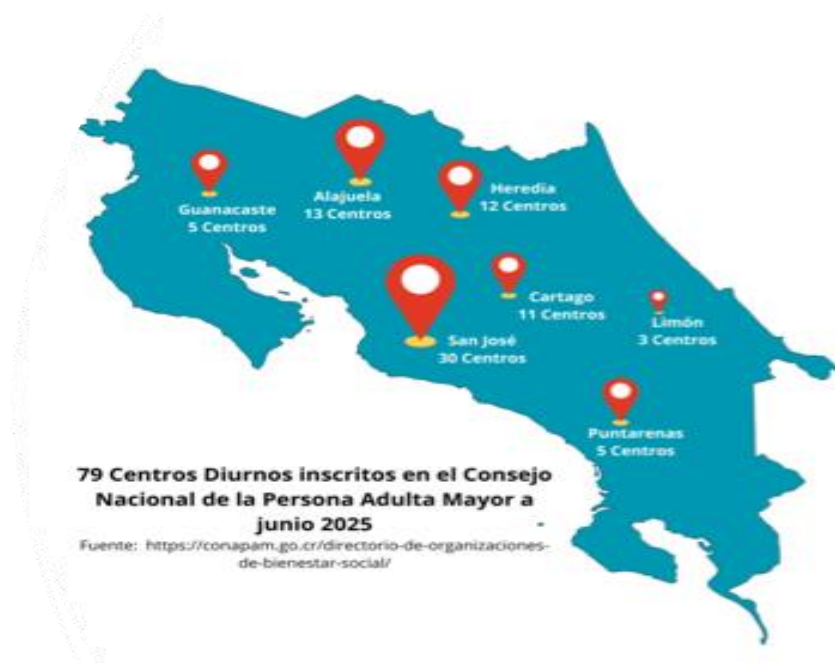 Guanacaste
5 Centros
Alajuela
13 Centros
Heredia
12 Centros
Cartago
11 Centros
Limón
3 Centros
San José
30 Centros
Puntarenas
5 Centros
79 Centros Diurnos inscritos en el Consejo
Nacional de la Persona Adulta Mayor a
junio 2025 -
Fuente: https://conapam.go.cr/directorio-de-organizaciones-
de-bienestar-social/